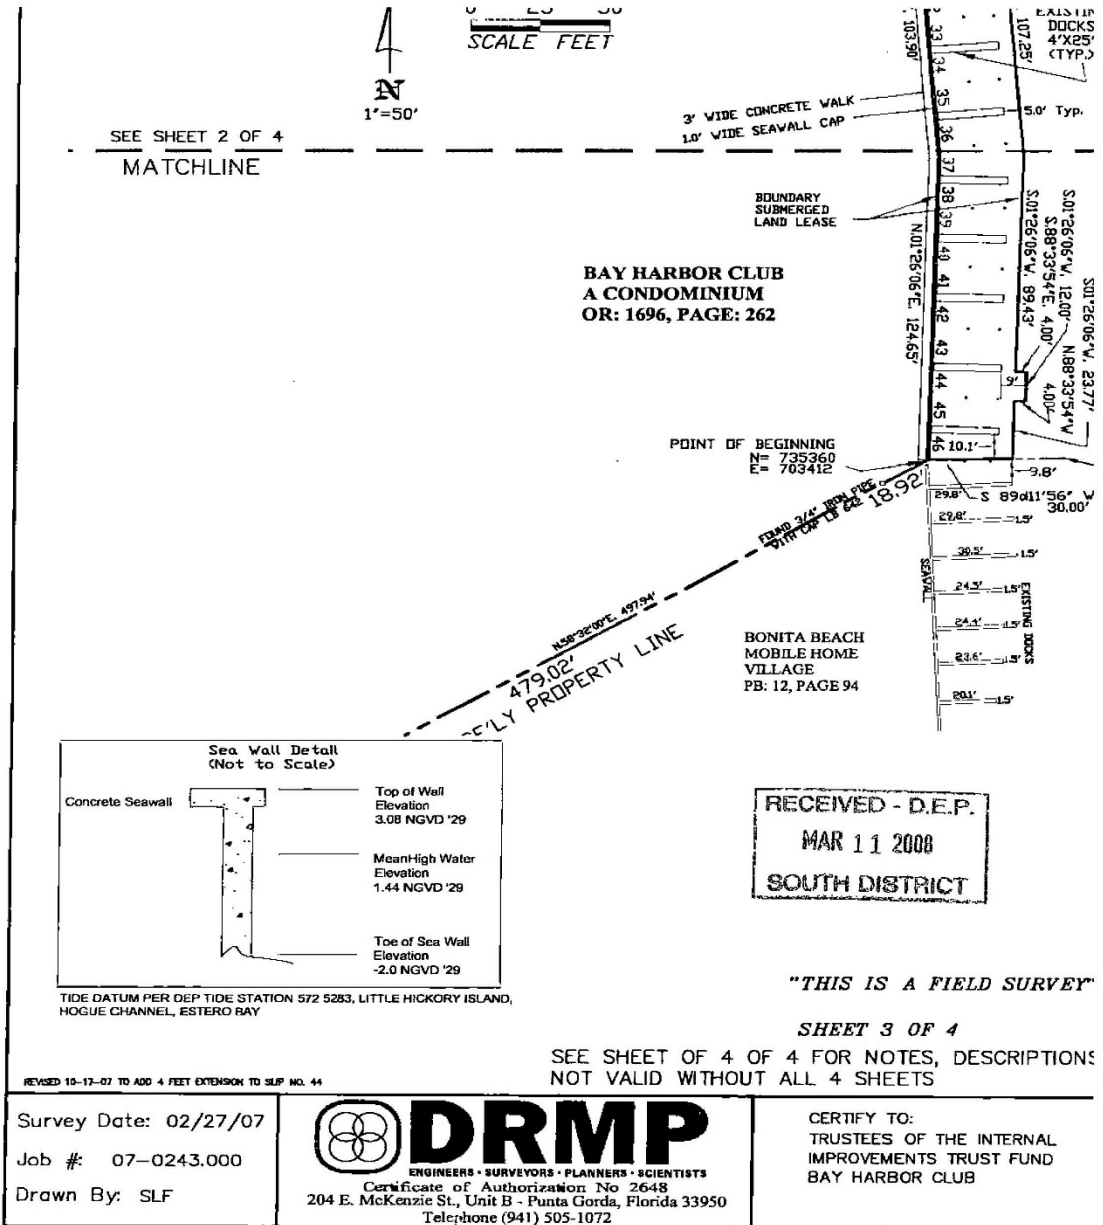 SCALE FEET
N
1"=50'
SEE SHEET 2 OF 4
MATCHLINE
103.90'
107.25'
DOCKS
4'X25'
(TYP.)
33
34
35
36
3' WIDE CONCRETE WALK
1.0' WIDE SEAWALL CAP
5.0' Typ.
37
38
39
40
41
42
43
44
45
46
BOUNDARY
SUBMERGED
LAND LEASE
N.01°26'06"E. 124.65'
S.01°26'06"W. 89.43'
S.88°33'54"E. 4.00'
S.01°26'06"W. 12.00'
N.88°33'54"W
4.00'
S01°26'06"W. 23.77'
BAY HARBOR CLUB
A CONDOMINIUM
OR: 1696, PAGE: 262
9'
10.1'
POINT OF BEGINNING
N= 735360
E= 703412
9.8'
S 89d11'56" W
30.00'
FOUND 3/4" IRON PIPE
WITH CAP LB 642
18.92'
29.8'
29.8' 1.5'
30.5' 1.5'
24.5' 1.5'
24.4' 1.5'
23.6' 1.5'
20.1' 1.5'
SEAWALL
EXISTING DOCKS
N.58°32'00"E. 497.94'
479.02'
PROPERTY LINE
BONITA BEACH
MOBILE HOME
VILLAGE
PB: 12, PAGE 94
Sea Wall Detail
(Not to Scale)
Concrete Seawall
Top of Wall
Elevation
3.08 NGVD '29
MeanHigh Water
Elevation
1.44 NGVD '29
Toe of Sea Wall
Elevation
-2.0 NGVD '29
TIDE DATUM PER DEP TIDE STATION 572 5283, LITTLE HICKORY ISLAND,
HOGUE CHANNEL, ESTERO BAY
RECEIVED - D.E.P.
MAR 11 2008
SOUTH DISTRICT
"THIS IS A FIELD SURVEY"
SHEET 3 OF 4
SEE SHEET OF 4 OF 4 FOR NOTES, DESCRIPTIONS
NOT VALID WITHOUT ALL 4 SHEETS
REVISED 10-17-07 TO ADD 4 FEET EXTENSION TO SLIP NO. 44
Survey Date: 02/27/07
Job #: 07-0243.000
Drawn By: SLF
DRMP
ENGINEERS • SURVEYORS • PLANNERS • SCIENTISTS
Certificate of Authorization No 2648
204 E. McKenzie St., Unit B - Punta Gorda, Florida 33950
Telephone (941) 505-1072
CERTIFY TO:
TRUSTEES OF THE INTERNAL
IMPROVEMENTS TRUST FUND
BAY HARBOR CLUB